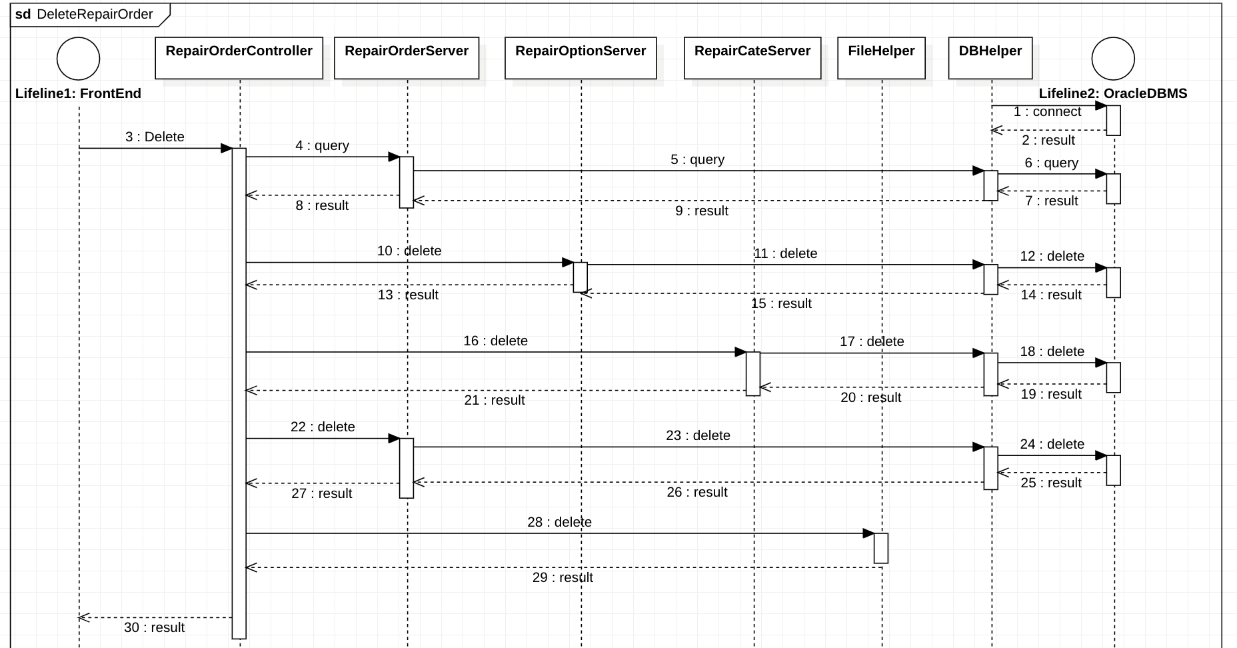 sd DeleteRepairOrder
RepairOrderController
RepairOrderServer
RepairOptionServer
RepairCateServer
FileHelper
DBHelper
Lifeline1: FrontEnd
Lifeline2: OracleDBMS
1 : connect
2 : result
3 : Delete
4 : query
5 : query
6 : query
7 : result
8 : result
9 : result
10 : delete
11 : delete
12 : delete
13 : result
14 : result
15 : result
16 : delete
17 : delete
18 : delete
19 : result
20 : result
21 : result
22 : delete
23 : delete
24 : delete
25 : result
26 : result
27 : result
28 : delete
29 : result
30 : result